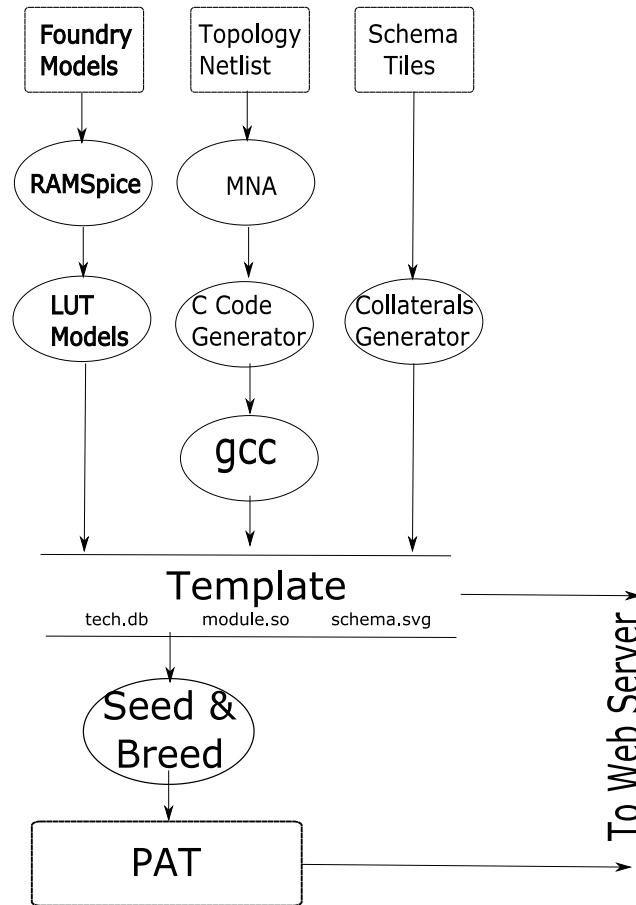 Foundry
Models
Topology
Netlist
Schema
Tiles
RAMSpice
MNA
LUT
Models
C Code
Generator
Collaterals
Generator
gcc
Template
tech.db
module.so
schema.svg
Seed &
Breed
PAT
To Web Server